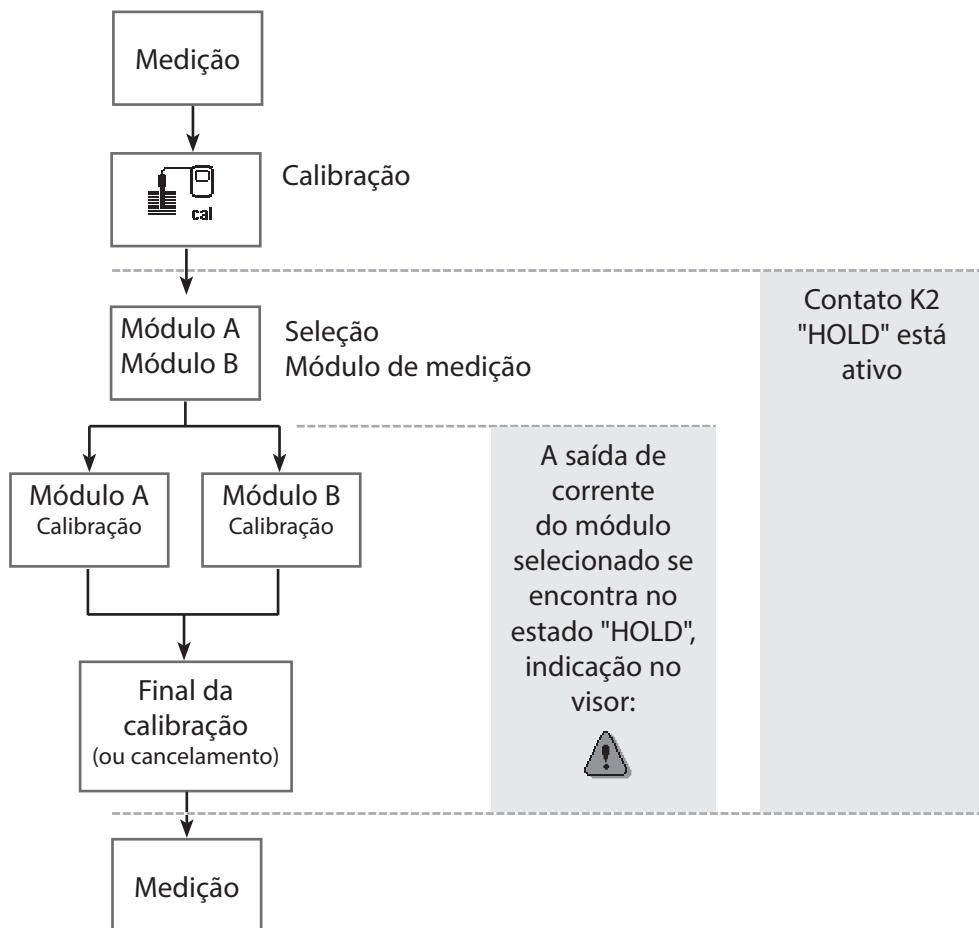 Medição
cal
Calibração
Módulo A
Módulo B
Seleção
Módulo de medição
Contato K2
"HOLD" está
ativo
Módulo A
Calibração
Módulo B
Calibração
A saída de
corrente
do módulo
selecionado se
encontra no
estado "HOLD",
indicação no
visor:
Final da
calibração
(ou cancelamento)
Medição